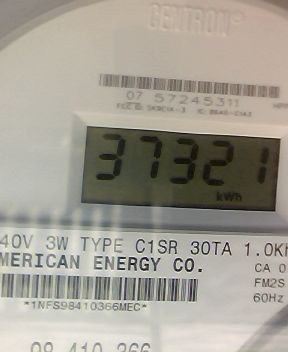 CENTRON®
07 57245311
37321
kWh
40V 3W TYPE C1SR 30TA 1.0K
MERICAN ENERGY CO.
CA 0
FM2S
60Hz
*1NFS98410366MEC*
98 410 366